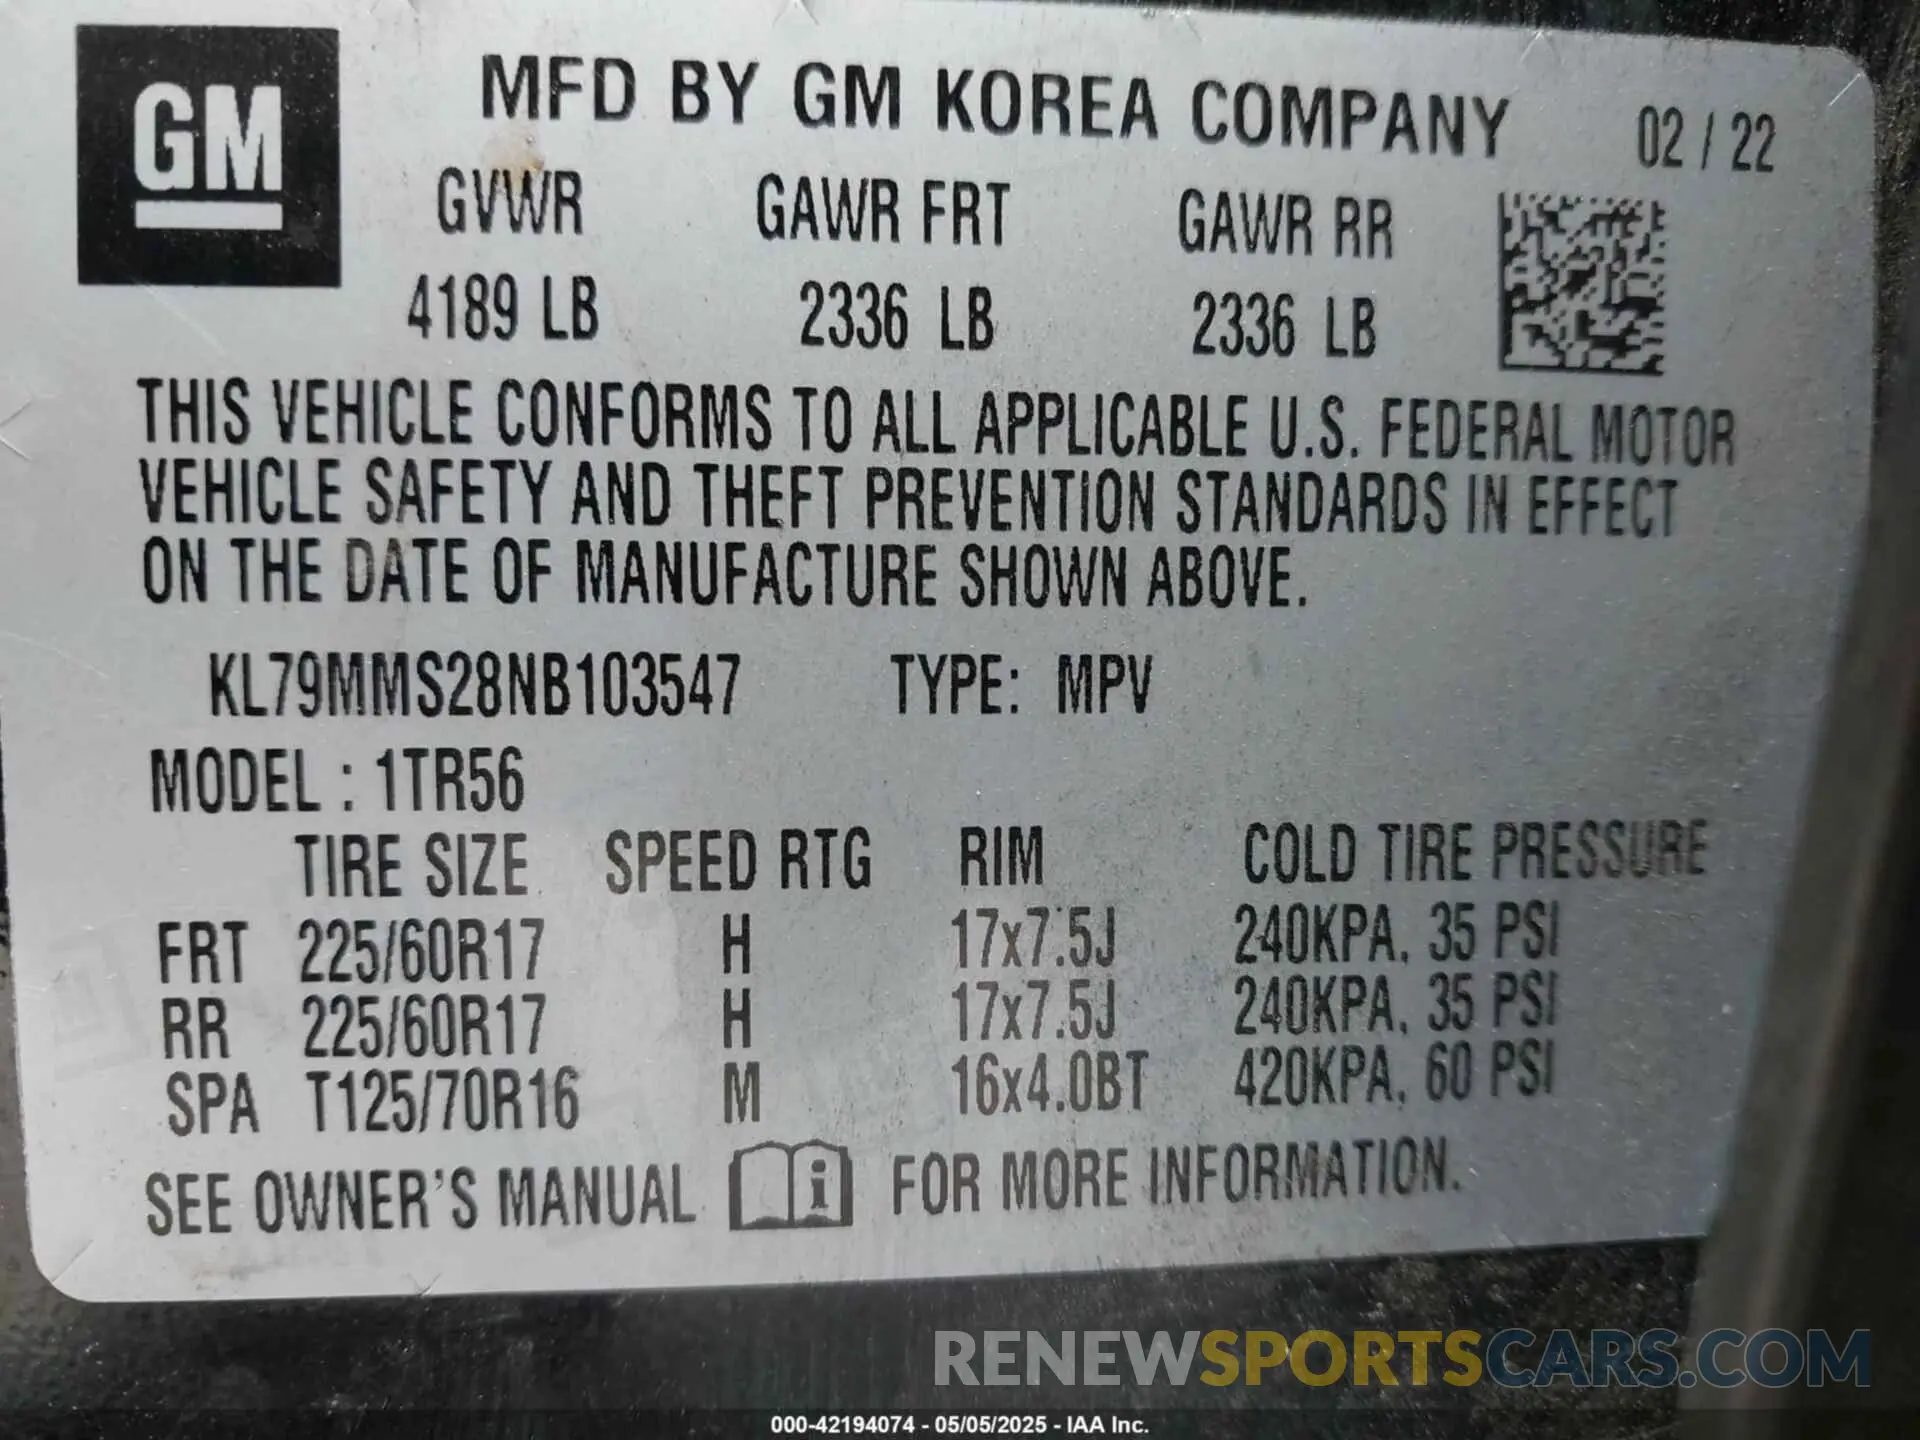 GM
MFD BY GM KOREA COMPANY 02 / 22
GVWR GAWR FRT GAWR RR
4189 LB 2336 LB 2336 LB
THIS VEHICLE CONFORMS TO ALL APPLICABLE U.S. FEDERAL MOTOR
VEHICLE SAFETY AND THEFT PREVENTION STANDARDS IN EFFECT
ON THE DATE OF MANUFACTURE SHOWN ABOVE.
KL79MMS28NB103547 TYPE: MPV
MODEL : 1TR56
TIRE SIZE SPEED RTG RIM COLD TIRE PRESSURE
FRT 225/60R17 H 17x7.5J 240KPA, 35 PSI
RR 225/60R17 H 17x7.5J 240KPA, 35 PSI
SPA T125/70R16 M 16x4.0BT 420KPA, 60 PSI
SEE OWNER'S MANUAL i FOR MORE INFORMATION.
RENEWSPORTSCARS.COM
000-42194074 - 05/05/2025 - IAA Inc.